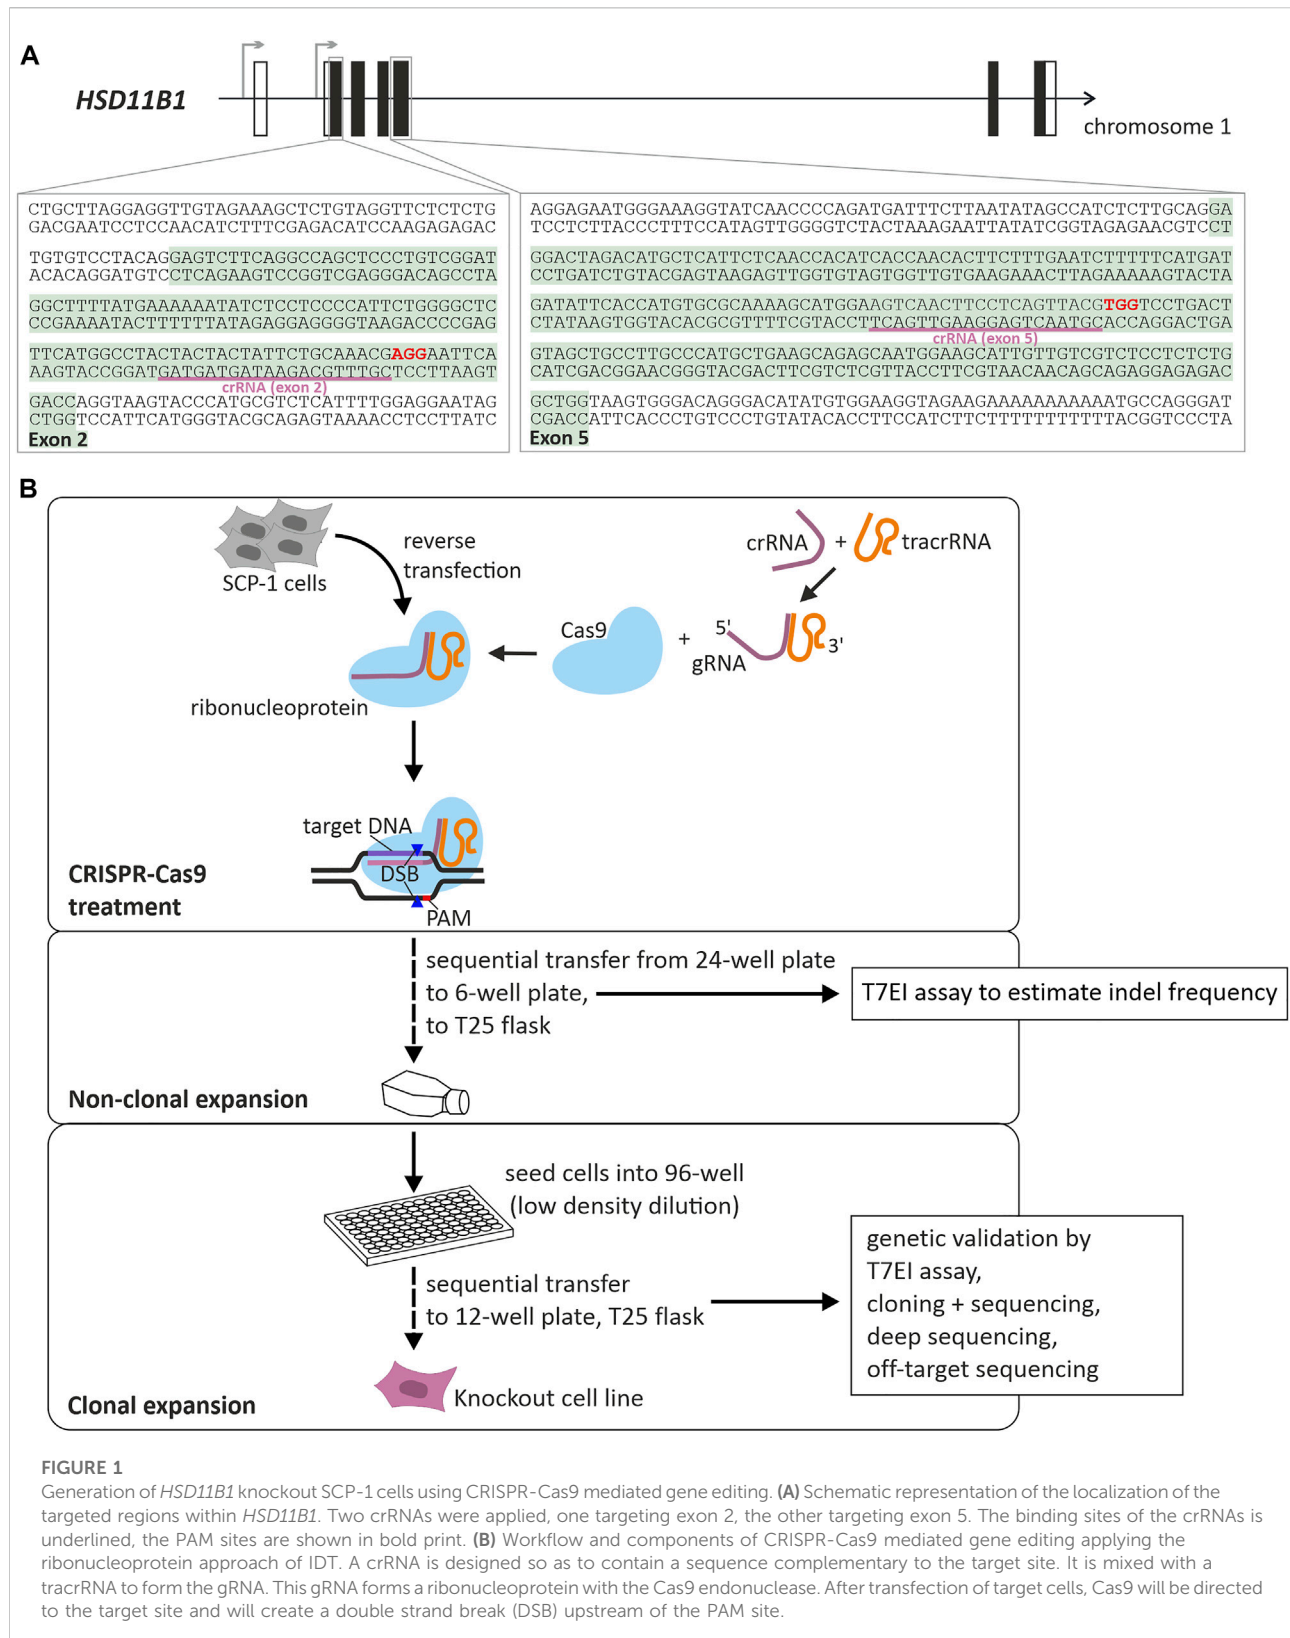 A
HSD11B1
chromosome 1
CTGCTTAGGAGGTTGTAGAAAGCTCTGTAGGTTCTCTCTG
GACGAATCCTCCAACATCTTTCGAGACATCCAAGAGAGAC
TGTGTCCTACAGGAGTCTTCAGGCCAGCTCCCTGTCGGAT
ACACAGGATGTCCTCAGAAGTCCGGTCGAGGGACAGCCTA
GGCTTTTATGAAAAAATATCTCCTCCCCATTCTGGGGCTC
CCGAAAATACTTTTTTATAGAGGAGGGGTAAGACCCCGAG
TTCATGGCCTACTACTACTATTCTGCAAACGAGGAATTCA
AAGTACCGGATGATGATGATAAGACGTTTGCTCCTTAAGT
crRNA (exon 2)
GACCAGGTAAGTACCCATGCGTCTCATTTTGGAGGAATAG
CTGGTCCATTCATGGGTACGCAGAGTAAAACCTCCTTATC
Exon 2
AGGAGAATGGGAAAGGTATCAACCCCAGATGATTTCTTAATATAGCCATCTCTTGCAGGA
TCCTCTTACCCTTTCCATAGTTGGGGTCTACTAAAGAATTATATCGGTAGAGAACGTCCT
GGACTAGACATGCTCATTCTCAACCACATCACCAACACTTCTTTGAATCTTTTTCATGAT
CCTGATCTGTACGAGTAAGAGTTGGTGTAGTGGTTGTGAAGAAACTTAGAAAAAGTACTA
GATATTCACCATGTGCGCAAAAGCATGGAAGTCAACTTCCTCAGTTACGTGGTCCTGACT
CTATAAGTGGTACACGCGTTTTCGTACCTTCAGTTGAAGGAGTCAATGCACCAGGACTGA
crRNA (exon 5)
GTAGCTGCCTTGCCCATGCTGAAGCAGAGCAATGGAAGCATTGTTGTCGTCTCCTCTCTG
CATCGACGGAACGGGTACGACTTCGTCTCGTTACCTTCGTAACAACAGCAGAGGAGAGAC
GCTGGTAAGTGGGACAGGGACATATGTGGAAGGTAGAAGAAAAAAAAAAAATGCCAGGGAT
CGACCATTCACCCTGTCCCTGTATACACCTTCCATCTTCTTTTTTTTTTTTACGGTCCCTA
Exon 5
B
SCP-1 cells
reverse
transfection
crRNA
+
tracrRNA
Cas9
+
5'
gRNA
3'
ribonucleoprotein
target DNA
DSB
PAM
CRISPR-Cas9
treatment
sequential transfer from 24-well plate
to 6-well plate,
to T25 flask
T7EI assay to estimate indel frequency
Non-clonal expansion
seed cells into 96-well
(low density dilution)
sequential transfer
to 12-well plate, T25 flask
genetic validation by
T7EI assay,
cloning + sequencing,
deep sequencing,
off-target sequencing
Knockout cell line
Clonal expansion
FIGURE 1
Generation of HSD11B1 knockout SCP-1 cells using CRISPR-Cas9 mediated gene editing. (A) Schematic representation of the localization of the
targeted regions within HSD11B1. Two crRNAs were applied, one targeting exon 2, the other targeting exon 5. The binding sites of the crRNAs is
underlined, the PAM sites are shown in bold print. (B) Workflow and components of CRISPR-Cas9 mediated gene editing applying the
ribonucleoprotein approach of IDT. A crRNA is designed so as to contain a sequence complementary to the target site. It is mixed with a
tracrRNA to form the gRNA. This gRNA forms a ribonucleoprotein with the Cas9 endonuclease. After transfection of target cells, Cas9 will be directed
to the target site and will create a double strand break (DSB) upstream of the PAM site.